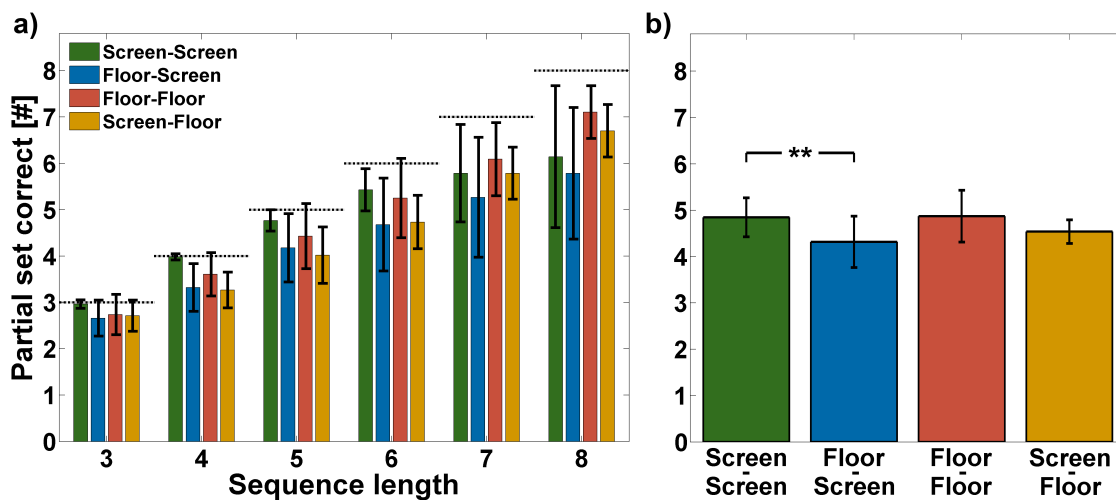 a)
Partial set correct [#]
8
7
6
5
4
3
2
1
0
Screen-Screen
Floor-Screen
Floor-Floor
Screen-Floor
3 4 5 6 7 8
Sequence length
b)
8
7
6
5
4
3
2
1
0
**
Screen
-
Screen
Floor
-
Screen
Floor
-
Floor
Screen
-
Floor